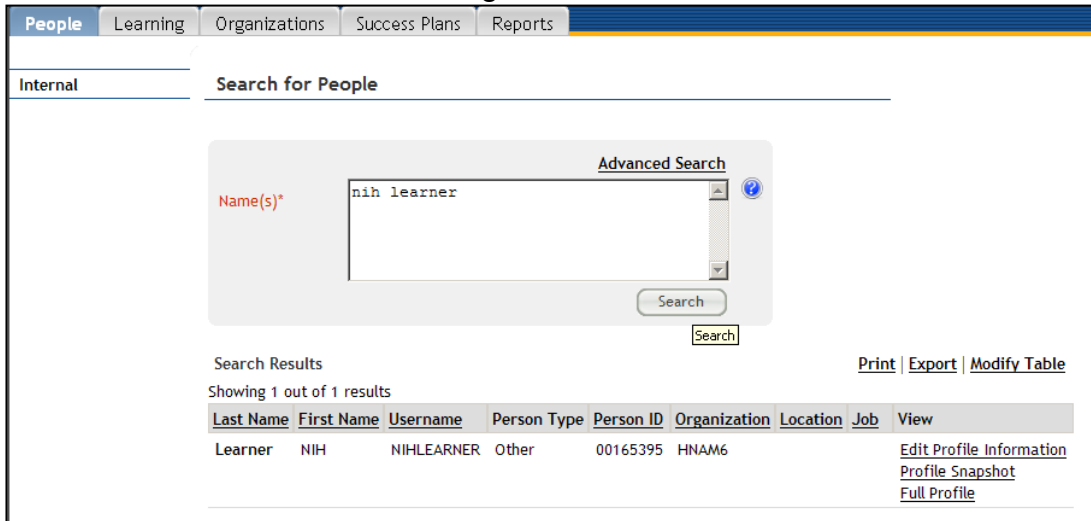 People Learning Organizations Success Plans Reports
Internal
Search for People
Advanced Search
Name(s)*
nih learner
Search
Search
Search Results
Print | Export | Modify Table
Showing 1 out of 1 results
Last Name First Name Username Person Type Person ID Organization Location Job View
Learner NIH NIHLEARNER Other 00165395 HNAM6 Edit Profile Information
Profile Snapshot
Full Profile